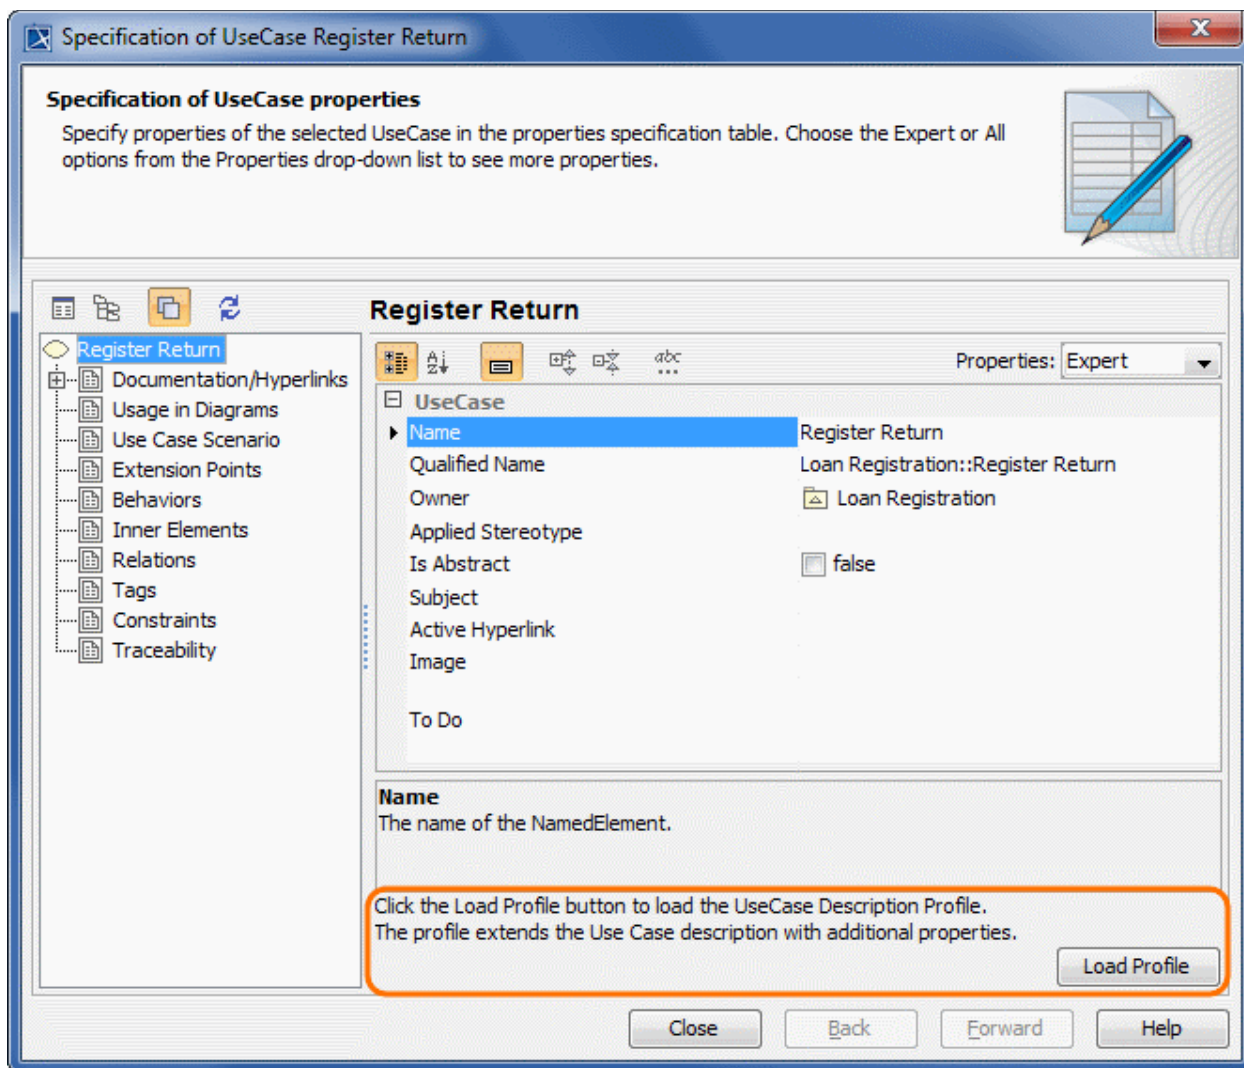 Specification of UseCase Register Return
Specification of UseCase properties
Specify properties of the selected UseCase in the properties specification table. Choose the Expert or All
options from the Properties drop-down list to see more properties.
Register Return
Register Return
Documentation/Hyperlinks
Usage in Diagrams
Use Case Scenario
Extension Points
Behaviors
Inner Elements
Relations
Tags
Constraints
Traceability
Properties: Expert
UseCase
Name Register Return
Qualified Name Loan Registration::Register Return
Owner Loan Registration
Applied Stereotype
Is Abstract false
Subject
Active Hyperlink
Image
To Do
Name
The name of the NamedElement.
Click the Load Profile button to load the UseCase Description Profile.
The profile extends the Use Case description with additional properties.
Load Profile
Close Back Forward Help